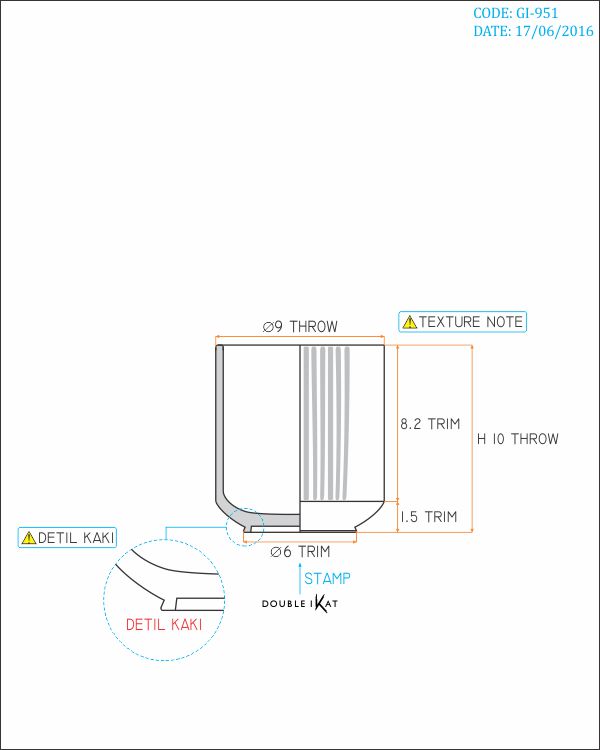 CODE: GI-951
DATE: 17/06/2016
⌀9 THROW
TEXTURE NOTE
8.2 TRIM
H 10 THROW
1.5 TRIM
DETIL KAKI
⌀6 TRIM
STAMP
DOUBLE IKAT
DETIL KAKI